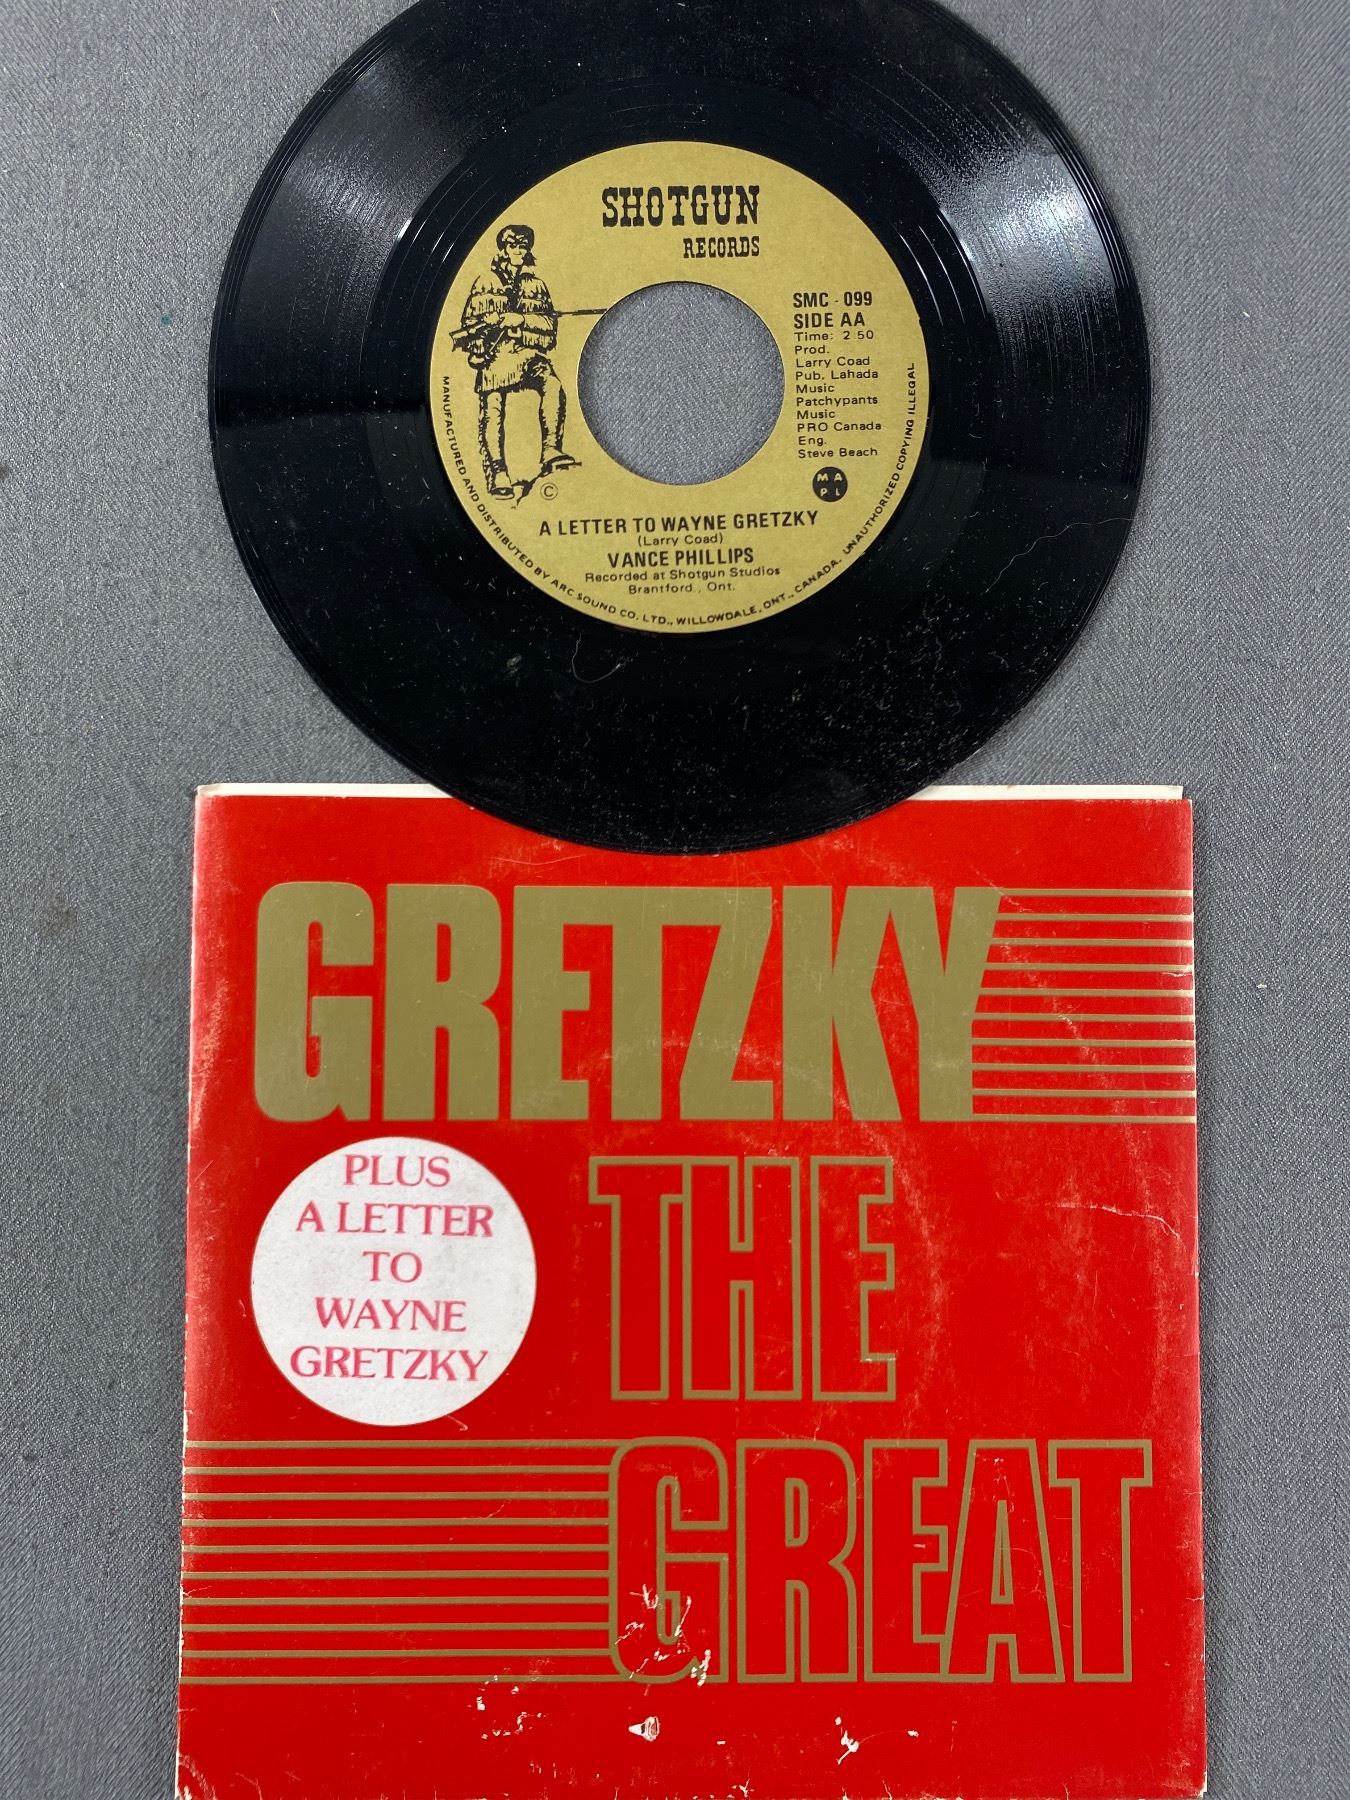 SHOTGUN
RECORDS
SMC - 099
SIDE AA
Time: 2 50
Prod.
Larry Coad
Pub. Lahada
Music
Patchypants
Music
PRO Canada
Eng.
Steve Beach
M A
P L
©
A LETTER TO WAYNE GRETZKY
(Larry Coad)
VANCE PHILLIPS
Recorded at Shotgun Studios
Brantford, Ont.
MANUFACTURED AND DISTRIBUTED BY ARC SOUND CO. LTD., WILLOWDALE, ONT., CANADA. UNAUTHORIZED COPYING ILLEGAL
GRETZKY
THE
GREAT
PLUS
A LETTER
TO
WAYNE
GRETZKY